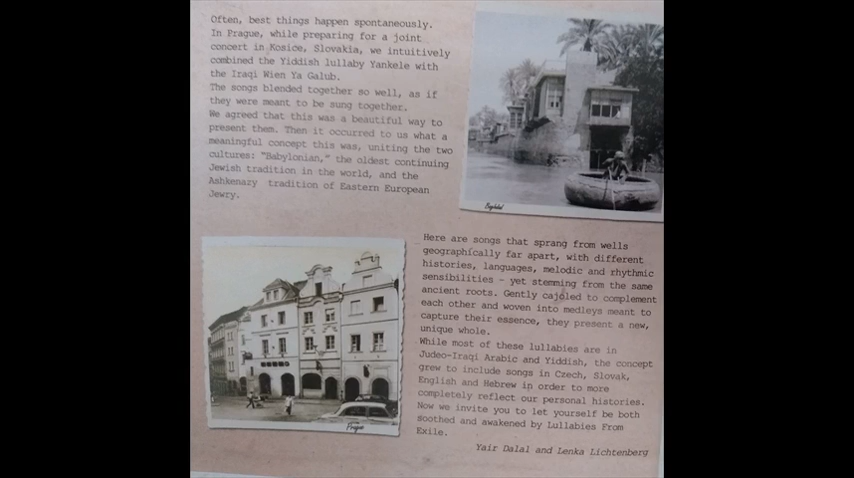 Often, best things happen spontaneously.
In Prague, while preparing for a joint
concert in Kosice, Slovakia, we intuitively
combined the Yiddish lullaby Yankele with
the Iraqi Wien Ya Galub.
The songs blended together so well, as if
they were meant to be sung together.
We agreed that this was a beautiful way to
present them. Then it occurred to us what a
meaningful concept this was, uniting the two
cultures: "Babylonian," the oldest continuing
Jewish tradition in the world, and the
Ashkenazy tradition of Eastern European
Jewry.
Baghdad
Here are songs that sprang from wells
geographically far apart, with different
histories, languages, melodic and rhythmic
sensibilities - yet stemming from the same
ancient roots. Gently cajoled to complement
each other and woven into medleys meant to
capture their essence, they present a new,
unique whole.
While most of these lullabies are in
Judeo-Iraqi Arabic and Yiddish, the concept
grew to include songs in Czech, Slovak,
English and Hebrew in order to more
completely reflect our personal histories.
Now we invite you to let yourself be both
soothed and awakened by Lullabies From
Exile.
Prague
Yair Dalal and Lenka Lichtenberg